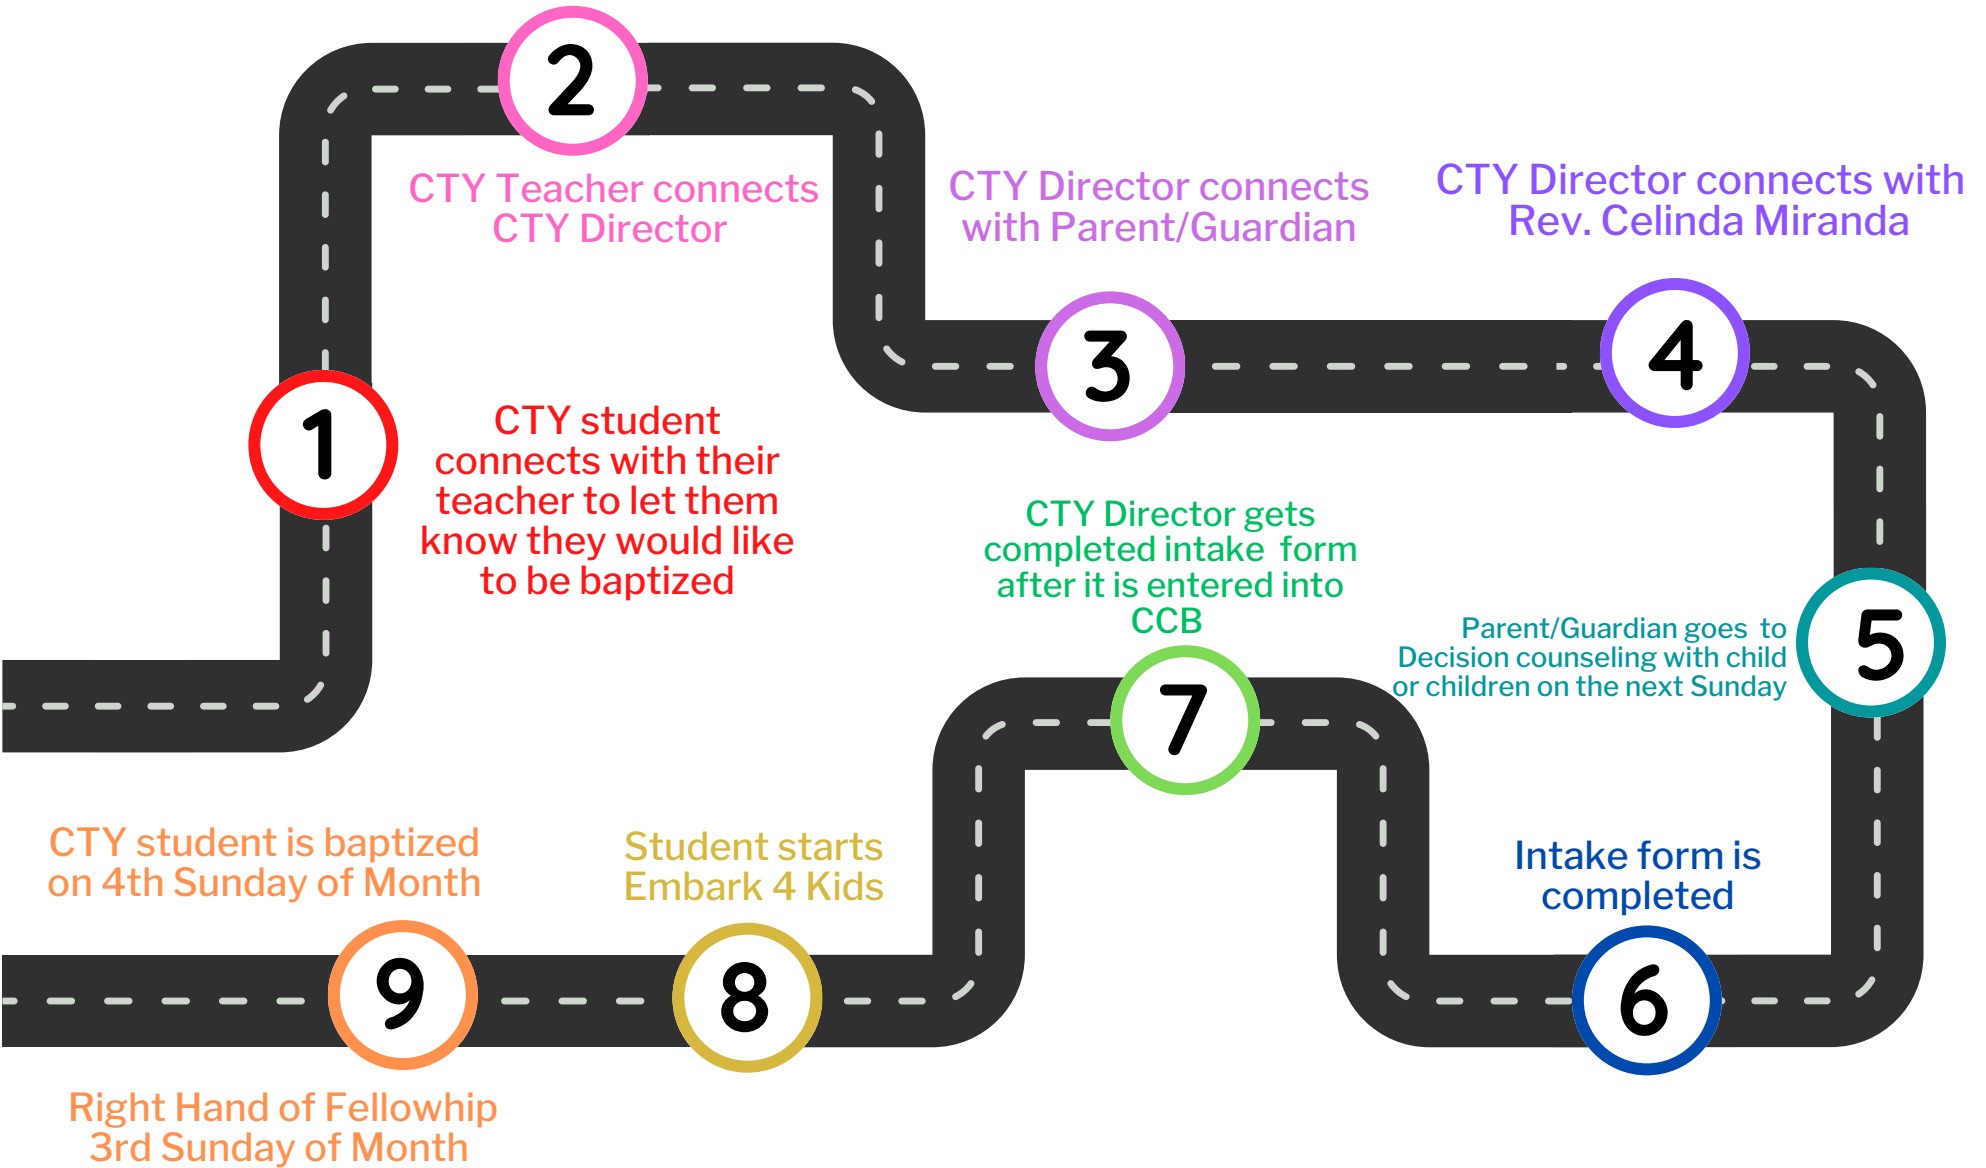 1
CTY student
connects with their
teacher to let them
know they would like
to be baptized
2
CTY Teacher connects
CTY Director
3
CTY Director connects
with Parent/Guardian
4
CTY Director connects with
Rev. Celinda Miranda
5
Parent/Guardian goes to
Decision counseling with child
or children on the next Sunday
6
Intake form is
completed
7
CTY Director gets
completed intake form
after it is entered into
CCB
8
Student starts
Embark 4 Kids
9
CTY student is baptized
on 4th Sunday of Month
Right Hand of Fellowhip
3rd Sunday of Month